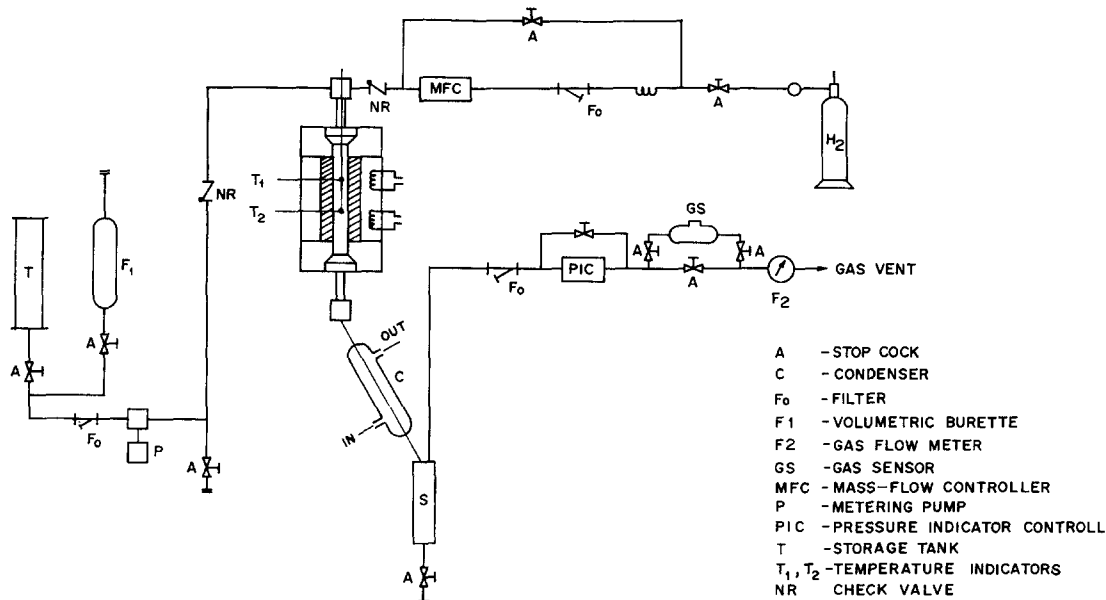 A
NR
MFC
Fo
A
H2
T1
T2
NR
T
F1
A
A
Fo
P
A
OUT
C
IN
S
A
Fo
PIC
GS
A
A
A
F2
GAS VENT
A - STOP COCK
C - CONDENSER
Fo - FILTER
F1 - VOLUMETRIC BURETTE
F2 - GAS FLOW METER
GS - GAS SENSOR
MFC - MASS-FLOW CONTROLLER
P - METERING PUMP
PIC - PRESSURE INDICATOR CONTROLL
T - STORAGE TANK
T1, T2 - TEMPERATURE INDICATORS
NR CHECK VALVE